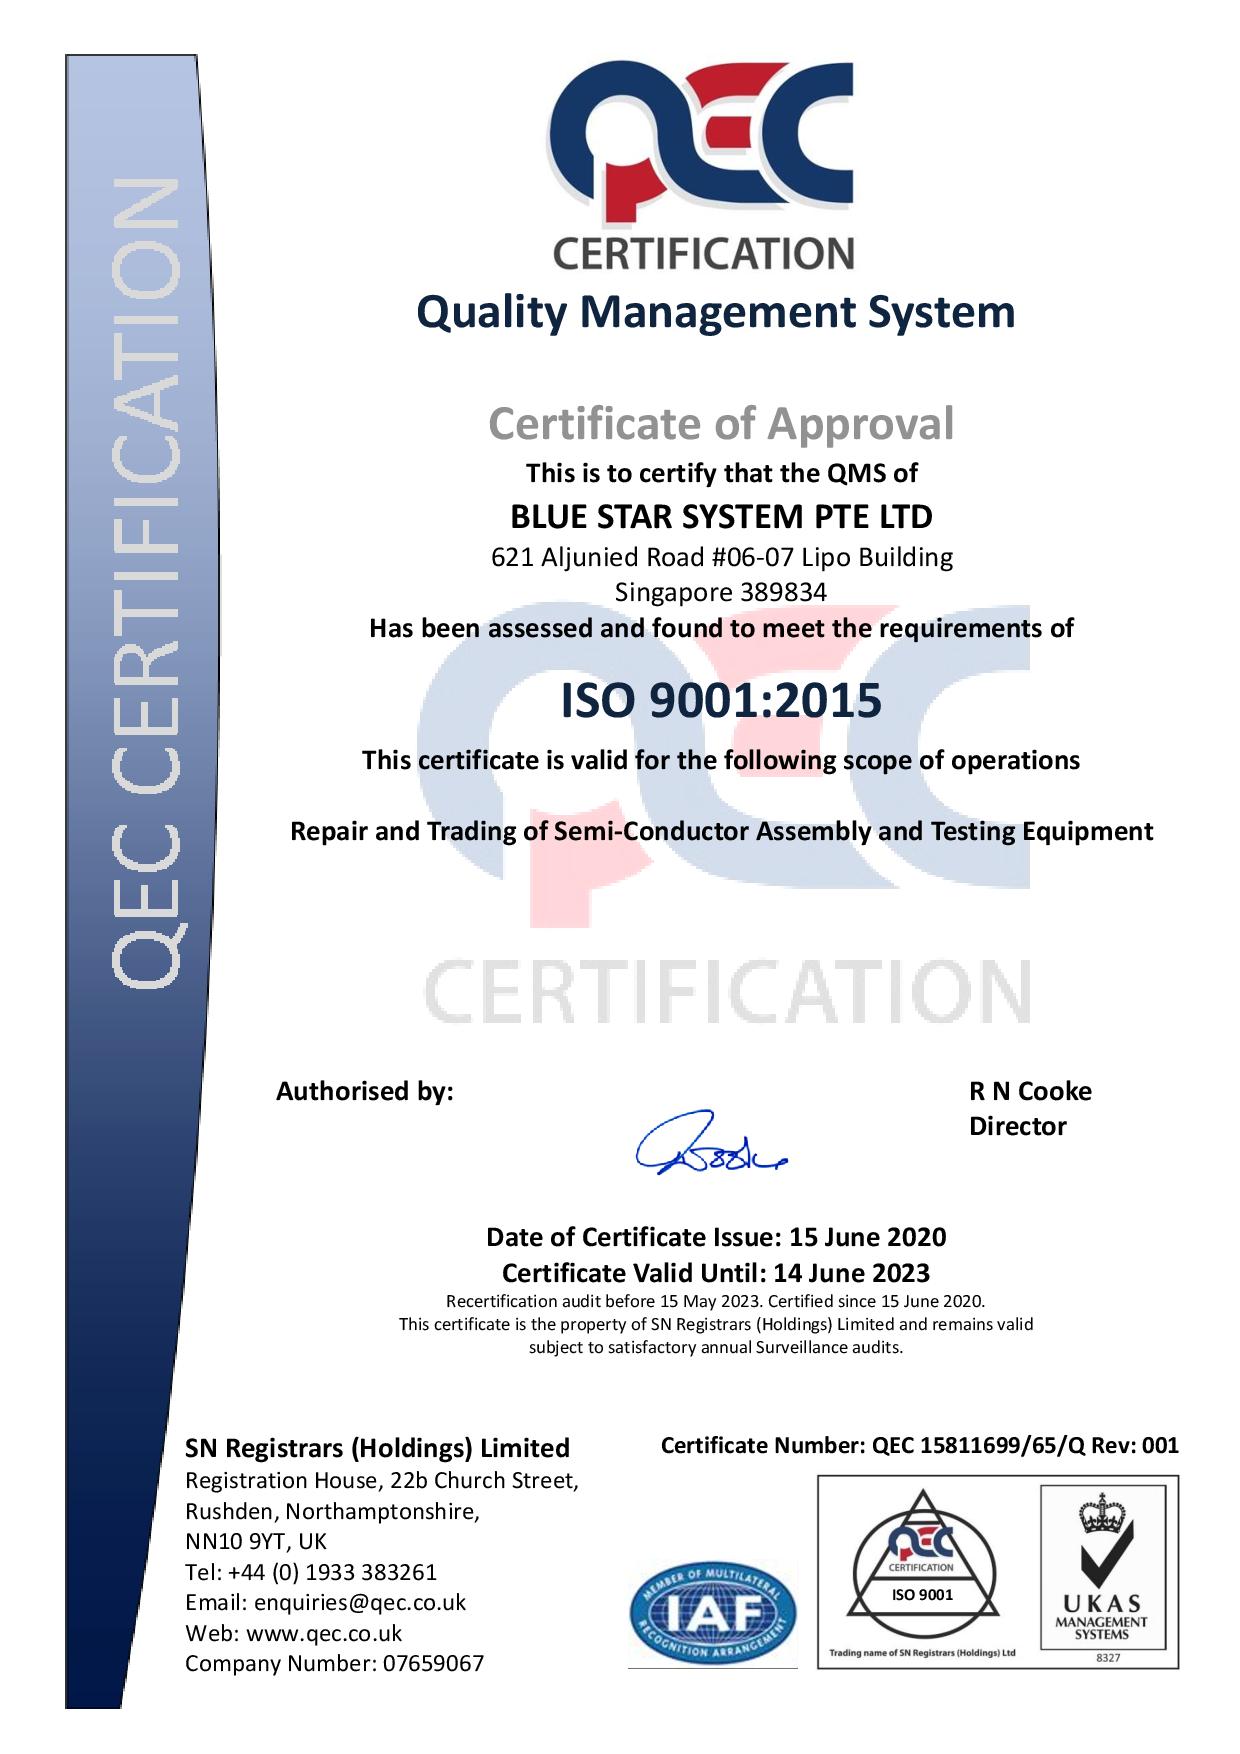 QEC CERTIFICATION
QEC
CERTIFICATION
Quality Management System
Certificate of Approval
This is to certify that the QMS of
BLUE STAR SYSTEM PTE LTD
621 Aljunied Road #06-07 Lipo Building
Singapore 389834
Has been assessed and found to meet the requirements of
ISO 9001:2015
This certificate is valid for the following scope of operations
Repair and Trading of Semi-Conductor Assembly and Testing Equipment
QEC
CERTIFICATION
Authorised by:
R N Cooke
Director
Date of Certificate Issue: 15 June 2020
Certificate Valid Until: 14 June 2023
Recertification audit before 15 May 2023. Certified since 15 June 2020.
This certificate is the property of SN Registrars (Holdings) Limited and remains valid
subject to satisfactory annual Surveillance audits.
SN Registrars (Holdings) Limited
Registration House, 22b Church Street,
Rushden, Northamptonshire,
NN10 9YT, UK
Tel: +44 (0) 1933 383261
Email: enquiries@qec.co.uk
Web: www.qec.co.uk
Company Number: 07659067
Certificate Number: QEC 15811699/65/Q Rev: 001
MEMBER OF MULTILATERAL
IAF
RECOGNITION ARRANGEMENT
QEC
CERTIFICATION
ISO 9001
Trading name of SN Registrars (Holdings) Ltd
UKAS
MANAGEMENT
SYSTEMS
8327